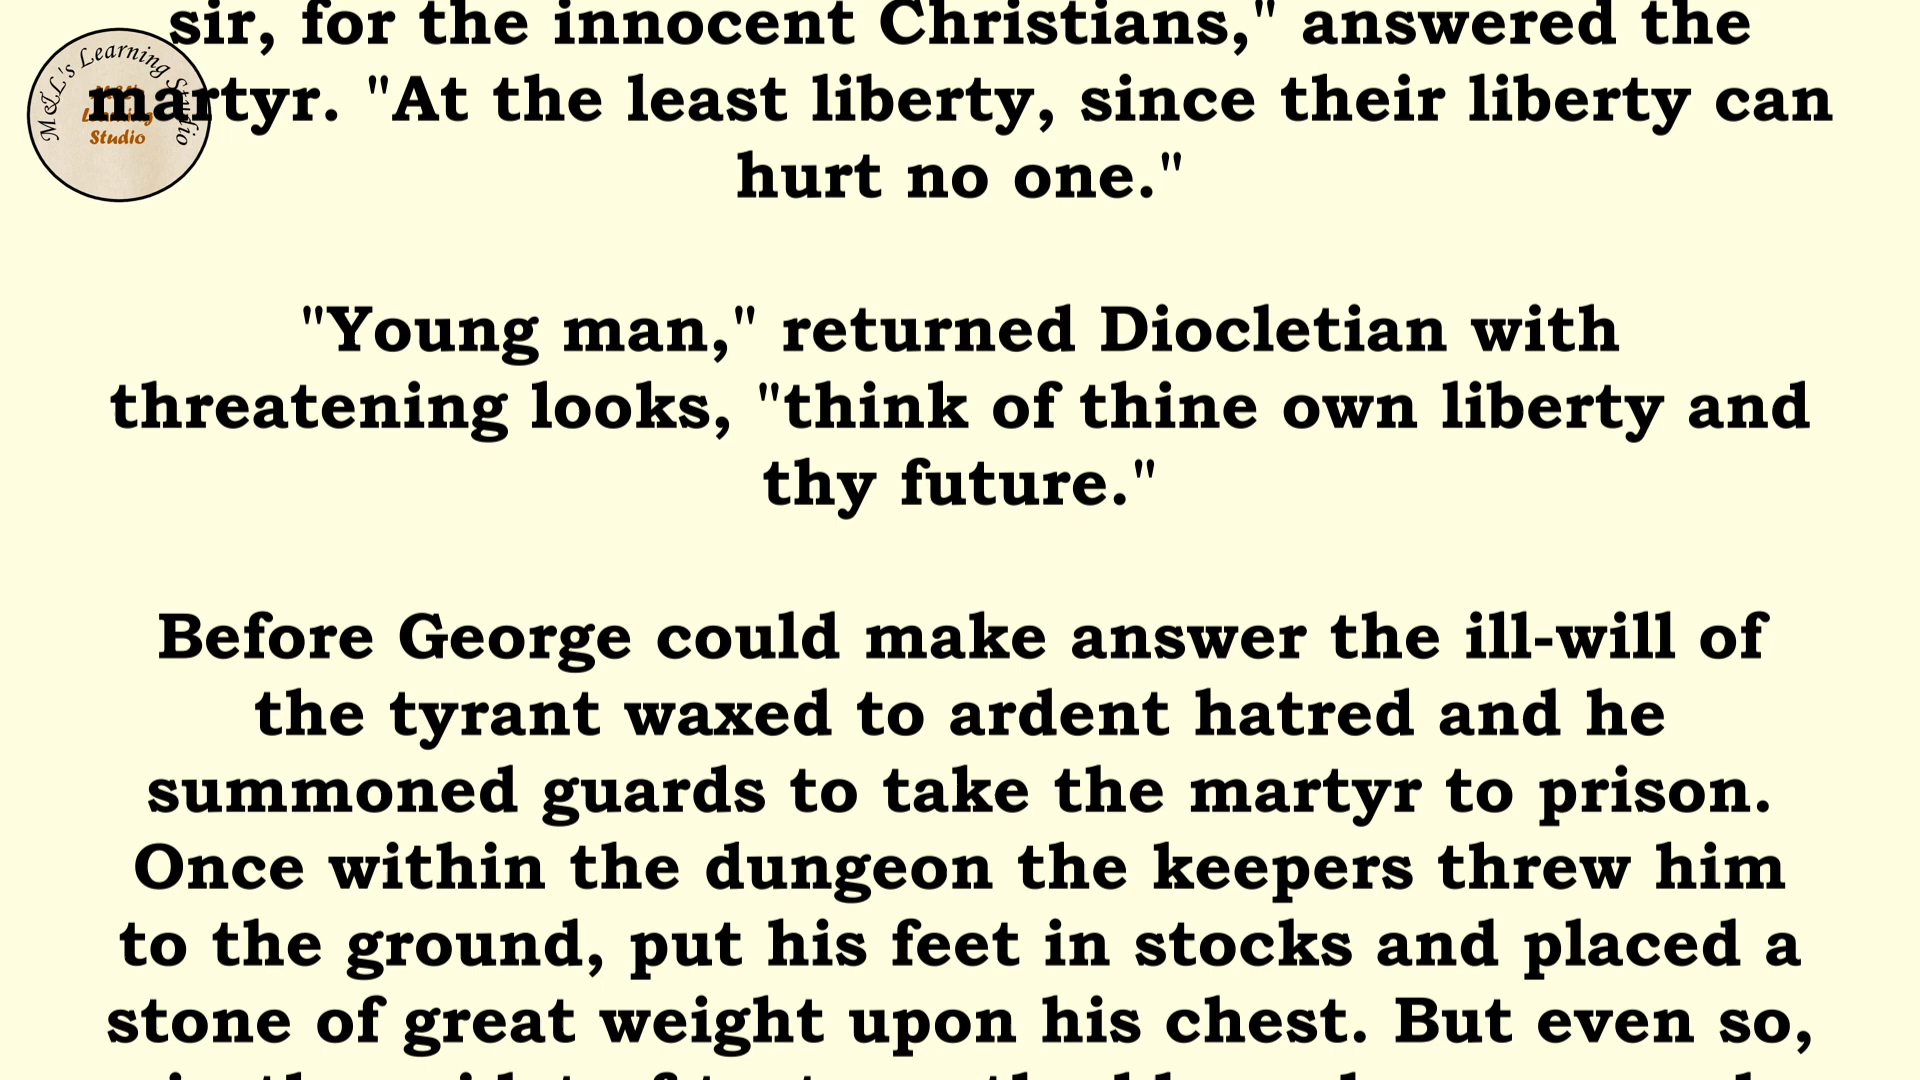 sir, for the innocent Christians," answered the
martyr. "At the least liberty, since their liberty can
hurt no one."
"Young man," returned Diocletian with
threatening looks, "think of thine own liberty and
thy future."
Before George could make answer the ill-will of
the tyrant waxed to ardent hatred and he
summoned guards to take the martyr to prison.
Once within the dungeon the keepers threw him
to the ground, put his feet in stocks and placed a
stone of great weight upon his chest. But even so,
M&L's Learning Studio
Learning
Studio